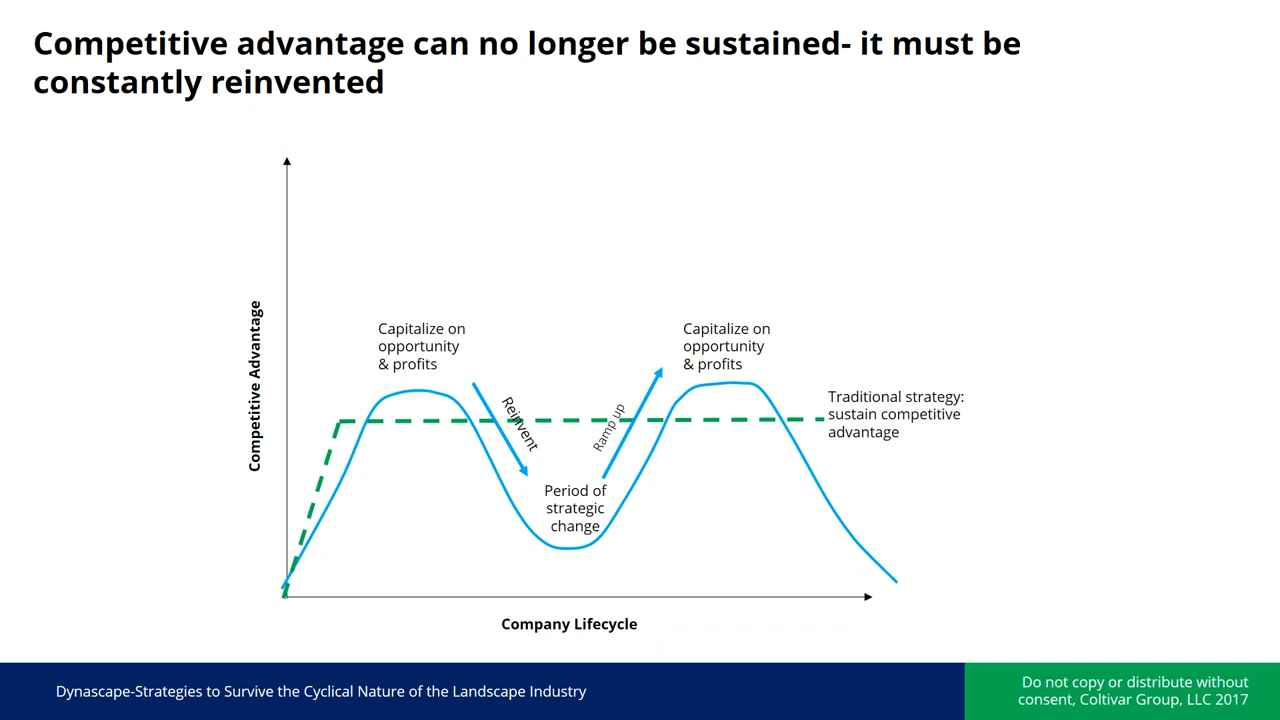 Competitive advantage can no longer be sustained- it must be
constantly reinvented
Competitive Advantage
Capitalize on
opportunity
& profits
Reinvent
Period of
strategic
change
Ramp up
Capitalize on
opportunity
& profits
Traditional strategy:
sustain competitive
advantage
Company Lifecycle
Dynascape-Strategies to Survive the Cyclical Nature of the Landscape Industry
Do not copy or distribute without
consent, Coltivar Group, LLC 2017